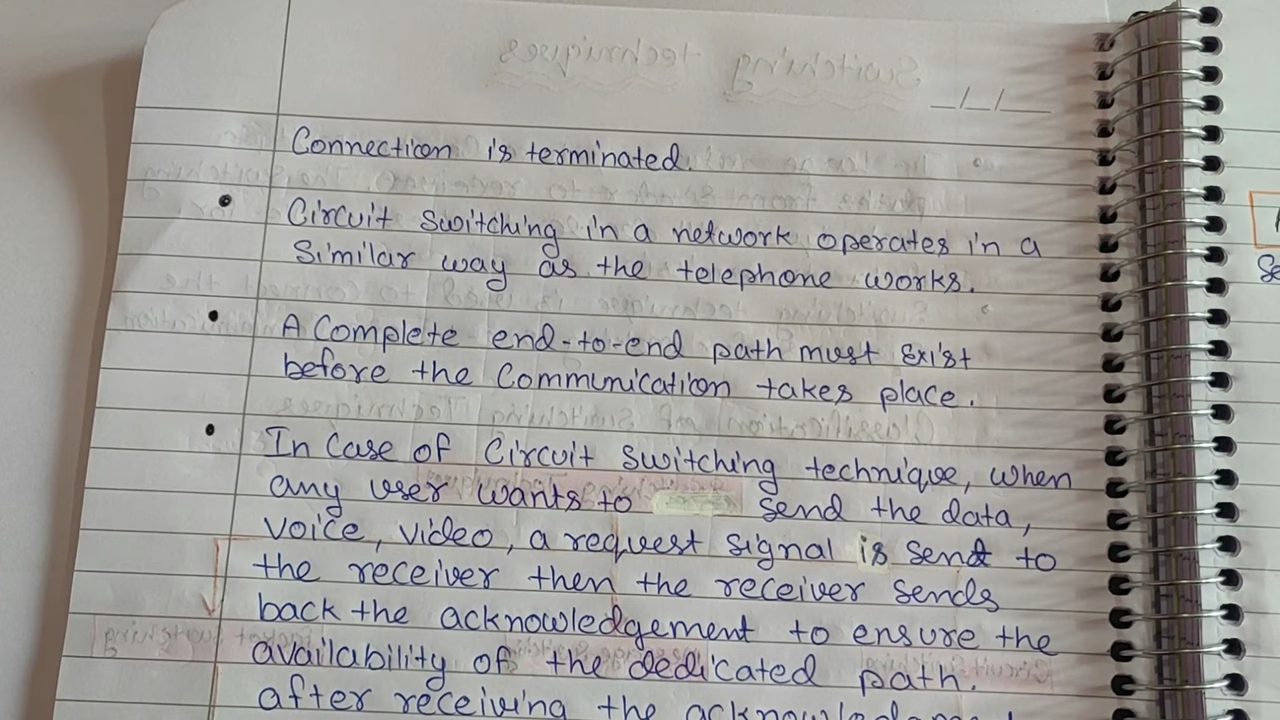 Connection is terminated.
• Circuit switching in a network operates in a
Similar way as the telephone works.
• A Complete end-to-end path must Exist
before the Communication takes place.
• In Case of Circuit switching technique, when
any user wants to send the data,
voice, video, a request signal is send to
the receiver then the receiver sends
back the acknowledgement to ensure the
availability of the dedicated path.
after receiving the